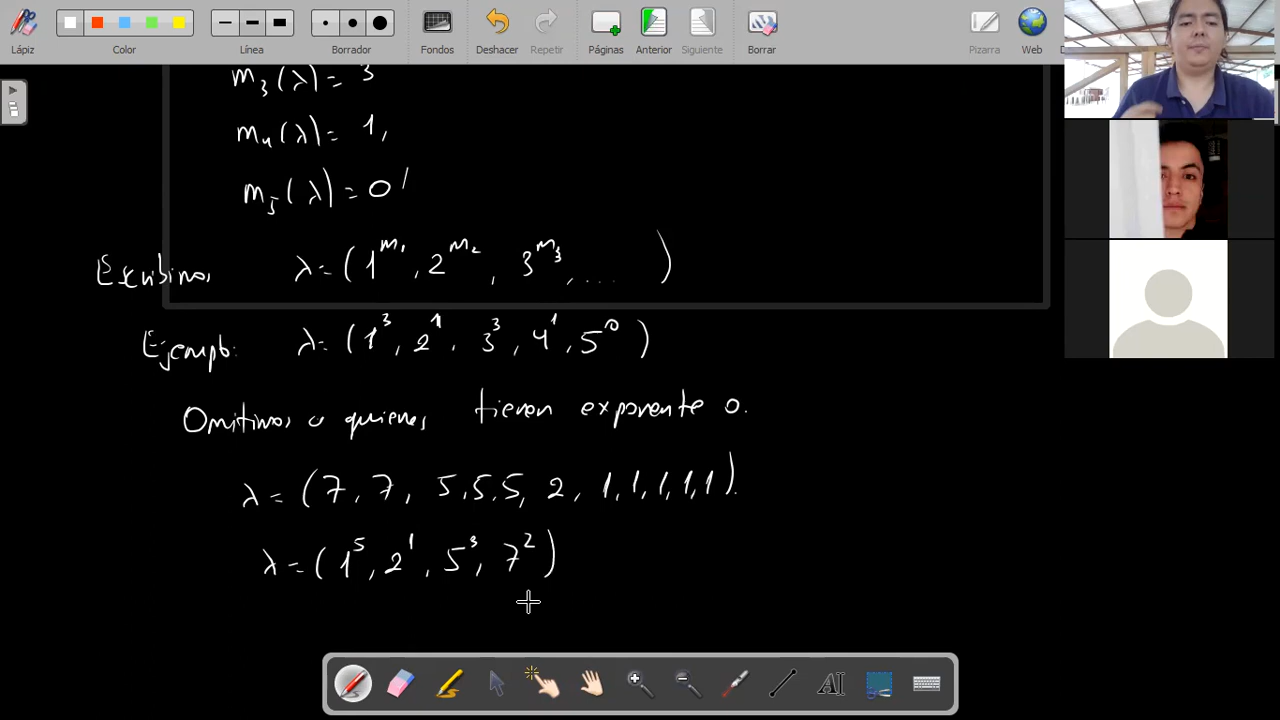 Lápiz Color Línea Borrador Fondos Deshacer Repetir Páginas Anterior Siguiente Borrar Pizarra Web
m₃(λ) = 3
m₄(λ) = 1,
m₅(λ) = 0
Escribimos λ = (1^{m₁}, 2^{m₂}, 3^{m₃}, .... )
Ejemplo: λ = (1³, 2¹, 3³, 4¹, 5⁰)
Omitimos a quienes tienen exponente 0.
λ = (7, 7, 5, 5, 5, 2, 1, 1, 1, 1, 1).
λ = (1⁵, 2¹, 5³, 7²)
AI